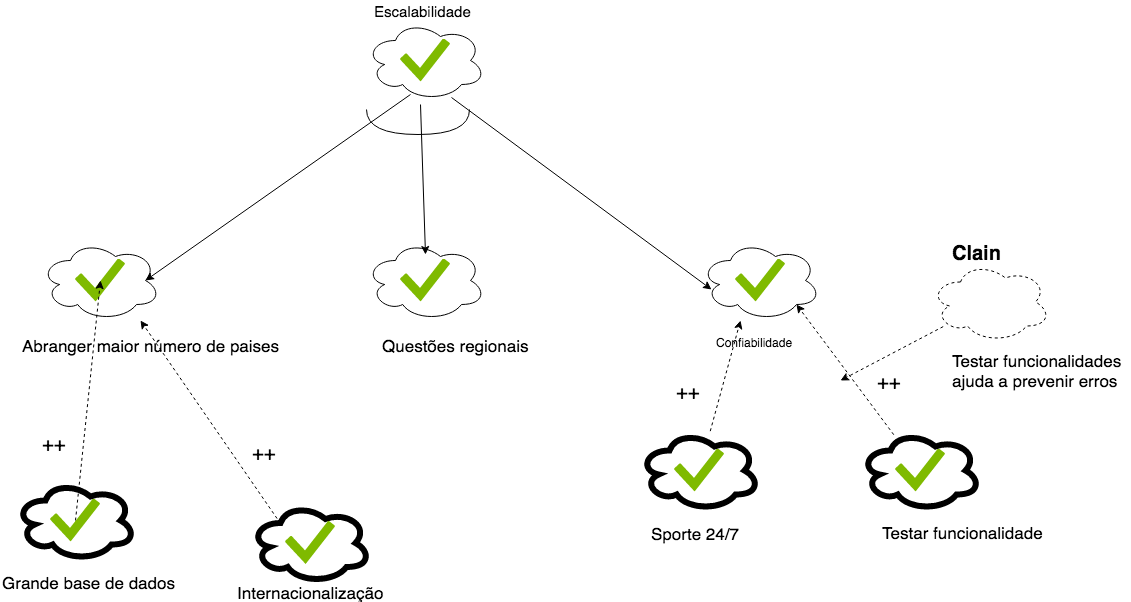 Escalabilidade
Clain
Abranger maior número de paises
Questões regionais
Confiabilidade
Testar funcionalidades
ajuda a prevenir erros
++
++
++
++
Sporte 24/7
Testar funcionalidade
Grande base de dados
Internacionalização